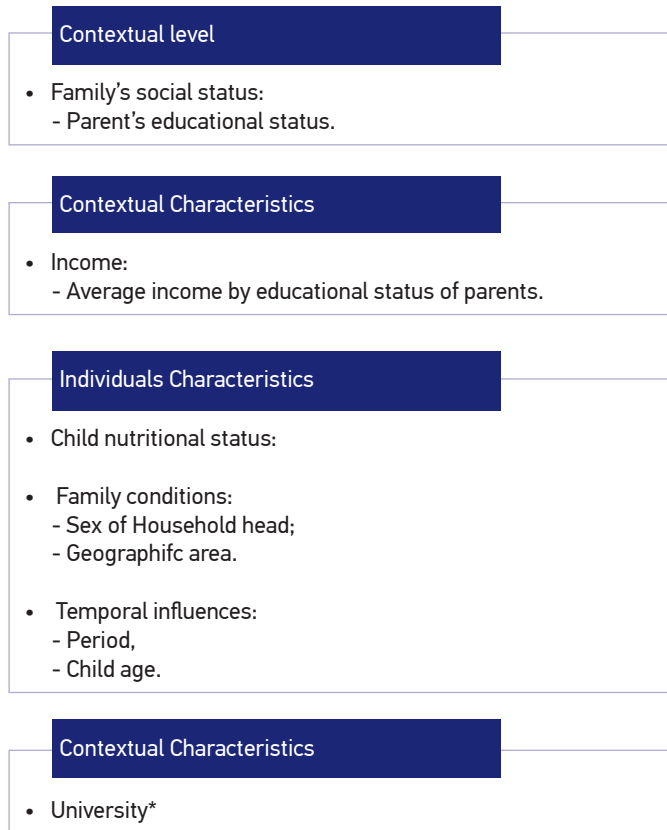 Contextual level
• Family's social status:
- Parent's educational status.
Contextual Characteristics
• Income:
- Average income by educational status of parents.
Individuals Characteristics
• Child nutritional status:
• Family conditions:
- Sex of Household head;
- Geographifc area.
• Temporal influences:
- Period,
- Child age.
Contextual Characteristics
• University*